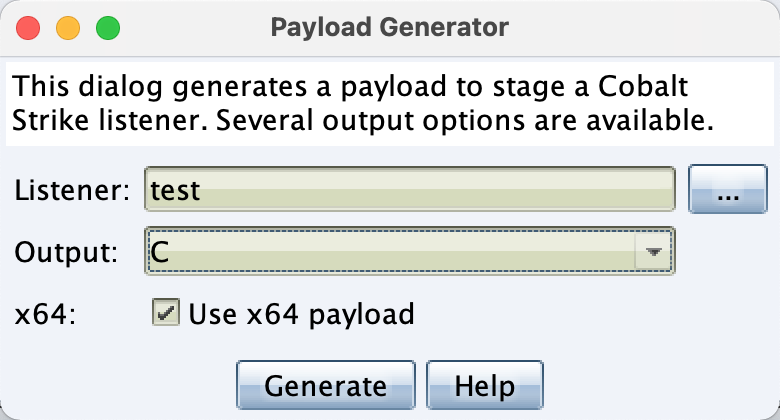 Payload Generator
This dialog generates a payload to stage a Cobalt
Strike listener. Several output options are available.
Listener: test ...
Output: C
x64: Use x64 payload
Generate Help